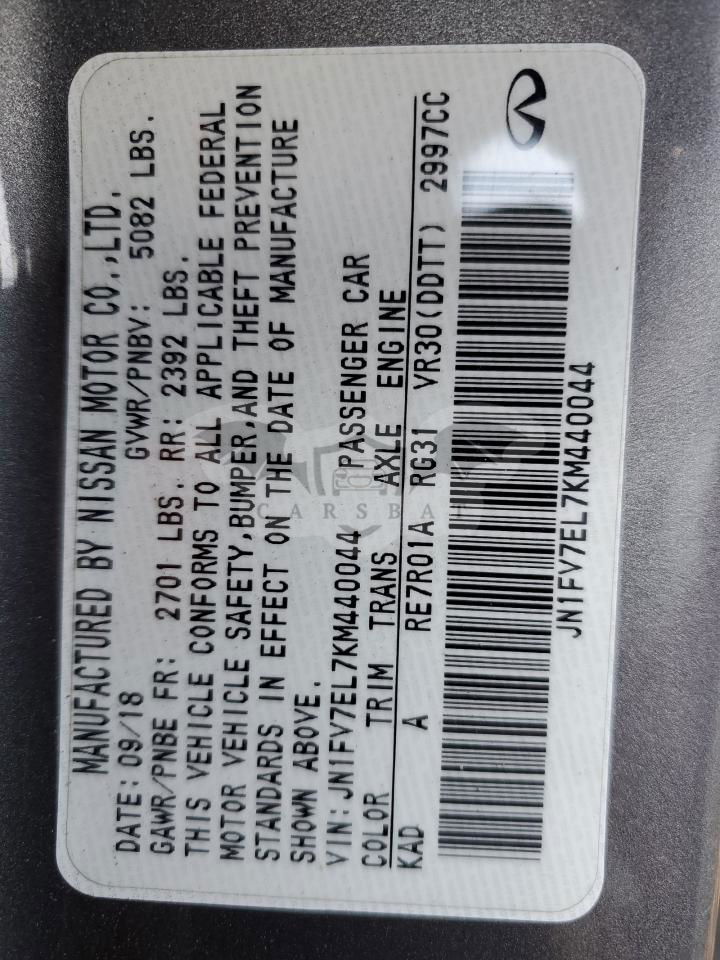 MANUFACTURED BY NISSAN MOTOR CO.,LTD.
DATE: 09/18 GVWR/PNBV: 5082 LBS.
GAWR/PNBE FR: 2701 LBS. RR: 2392 LBS.
THIS VEHICLE CONFORMS TO ALL APPLICABLE FEDERAL
MOTOR VEHICLE SAFETY,BUMPER,AND THEFT PREVENTION
STANDARDS IN EFFECT ON THE DATE OF MANUFACTURE
SHOWN ABOVE.
VIN: JN1FV7EL7KM440044 PASSENGER CAR
COLOR TRIM TRANS AXLE ENGINE
KAD A RE7R01A RG31 VR30(DDTT) 2997CC
JN1FV7EL7KM440044
CARSBAT